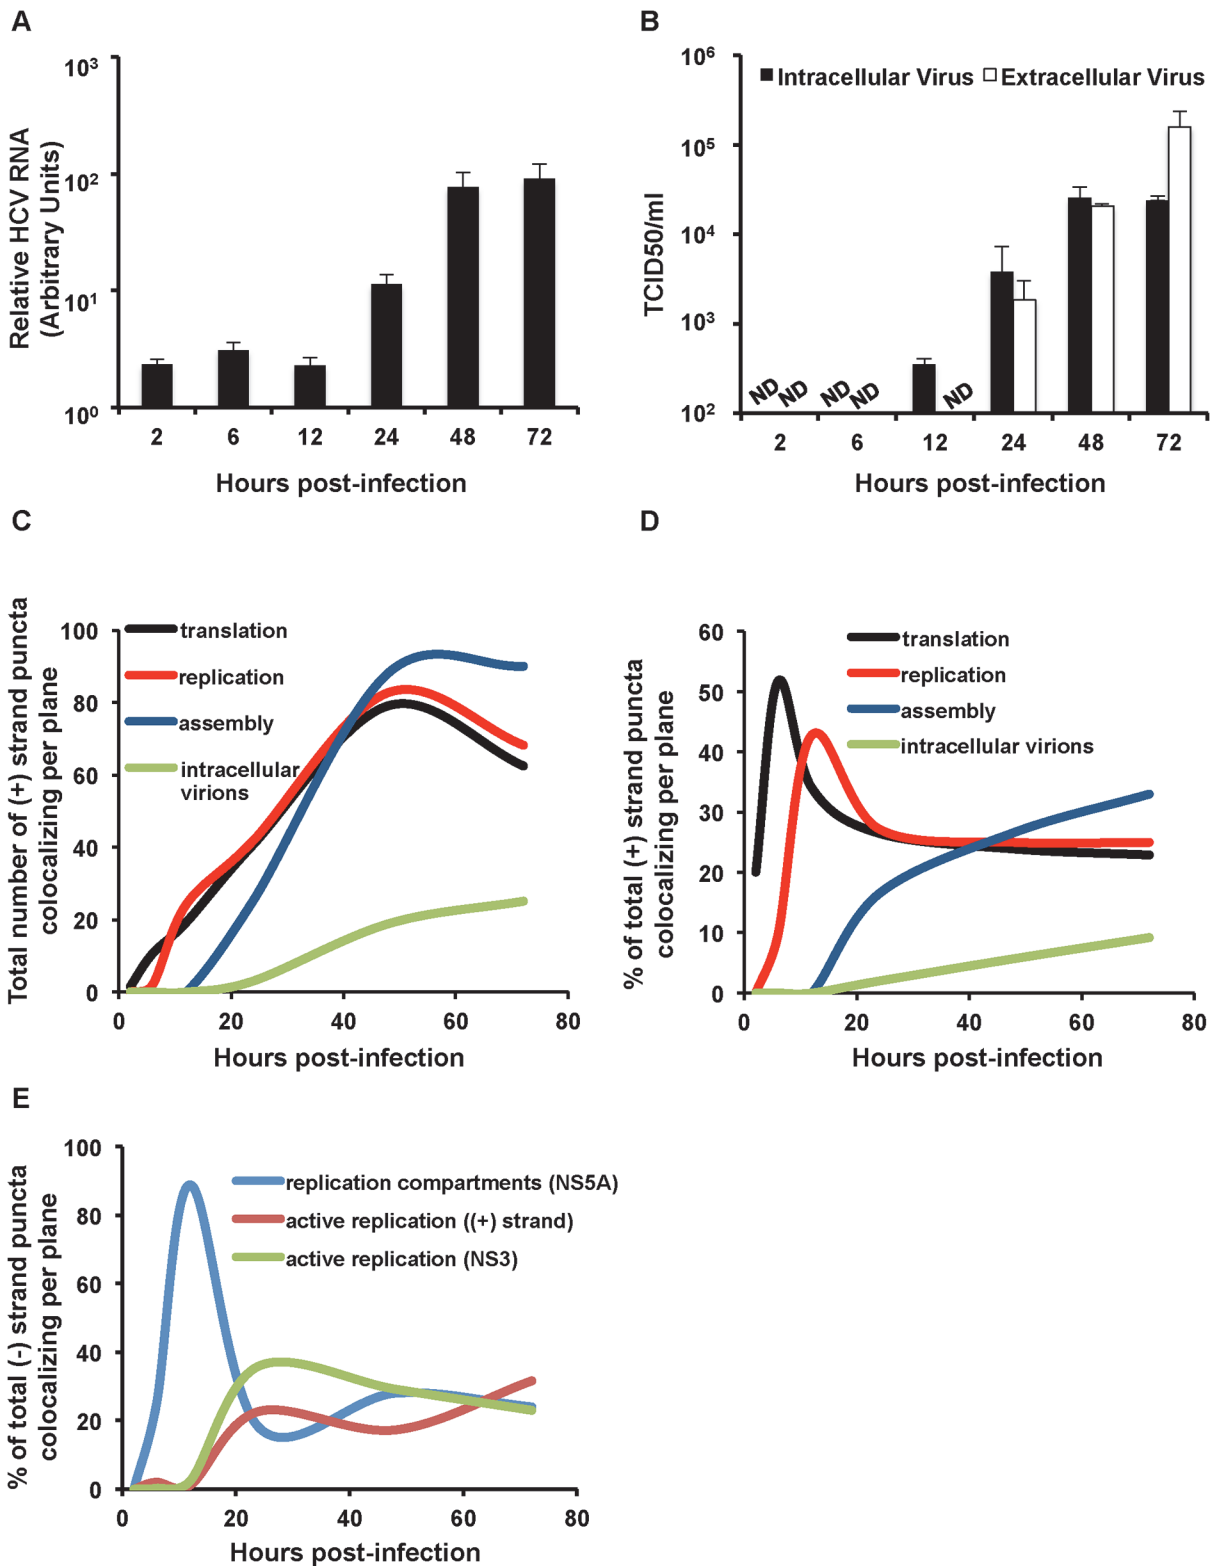 A
10³
10²
10¹
10⁰
Relative HCV RNA
(Arbitrary Units)
2 6 12 24 48 72
Hours post-infection
B
10⁶
10⁵
10⁴
10³
10²
TCID50/ml
Intracellular Virus Extracellular Virus
ND ND ND ND ND
2 6 12 24 48 72
Hours post-infection
C
100
80
60
40
20
0
Total number of (+) strand puncta
colocalizing per plane
translation
replication
assembly
intracellular
virions
0 20 40 60 80
Hours post-infection
D
60
50
40
30
20
10
0
% of total (+) strand puncta
colocalizing per plane
translation
replication
assembly
intracellular virions
0 20 40 60 80
Hours post-infection
E
100
80
60
40
20
0
% of total (-) strand puncta
colocalizing per plane
replication compartments (NS5A)
active replication ((+) strand)
active replication (NS3)
0 20 40 60 80
Hours post-infection